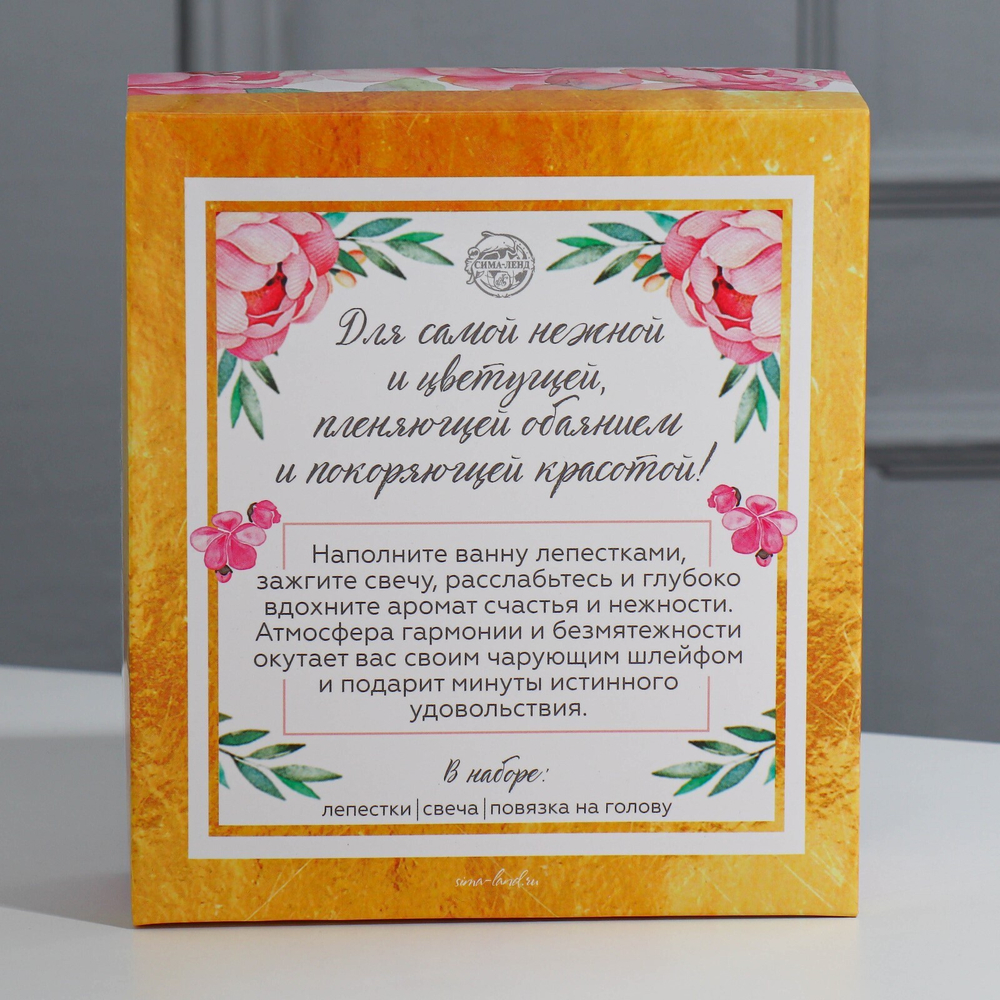 СИМА-ЛЕНД
Для самой нежной
и цветущей,
пленяющей обаянием
и покоряющей красотой!
Наполните ванну лепестками,
зажгите свечу, расслабьтесь и глубоко
вдохните аромат счастья и нежности.
Атмосфера гармонии и безмятежности
окутает вас своим чарующим шлейфом
и подарит минуты истинного
удовольствия.
В наборе:
лепестки|свеча|повязка на голову
sima-land.ru